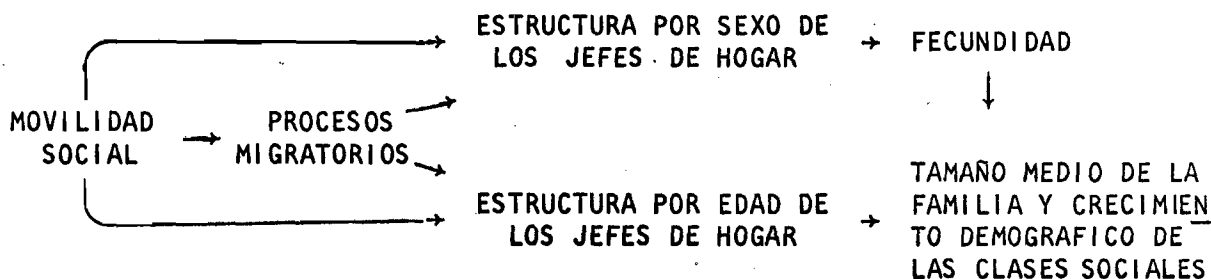 ESTRUCTURA POR SEXO DE
LOS JEFES DE HOGAR
FECUNDIDAD
MOVILIDAD
SOCIAL
PROCESOS
MIGRATORIOS
ESTRUCTURA POR EDAD DE
LOS JEFES DE HOGAR
TAMAÑO MEDIO DE LA
FAMILIA Y CRECIMIEN
TO DEMOGRAFICO DE
LAS CLASES SOCIALES